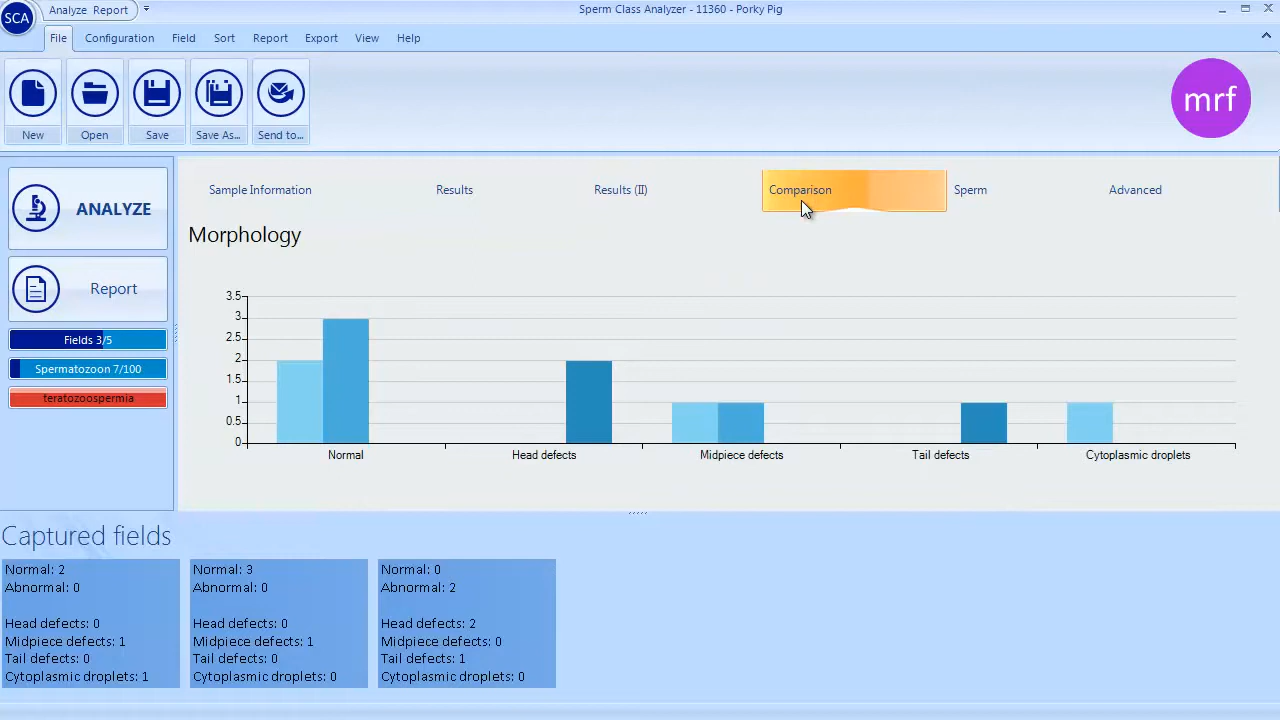 SCA
Analyze Report
Sperm Class Analyzer - 11360 - Porky Pig
File Configuration Field Sort Report Export View Help
New Open Save Save As... Send to...
mrf
ANALYZE
Report
Fields 3/5
Spermatozoon 7/100
teratozoospermia
Sample Information Results Results (II) Comparison Sperm Advanced
Morphology
3.5
3
2.5
2
1.5
1
0.5
0
Normal Head defects Midpiece defects Tail defects Cytoplasmic droplets
Captured fields
Normal: 2
Abnormal: 0
Head defects: 0
Midpiece defects: 1
Tail defects: 0
Cytoplasmic droplets: 1
Normal: 3
Abnormal: 0
Head defects: 0
Midpiece defects: 1
Tail defects: 0
Cytoplasmic droplets: 0
Normal: 0
Abnormal: 2
Head defects: 2
Midpiece defects: 0
Tail defects: 1
Cytoplasmic droplets: 0